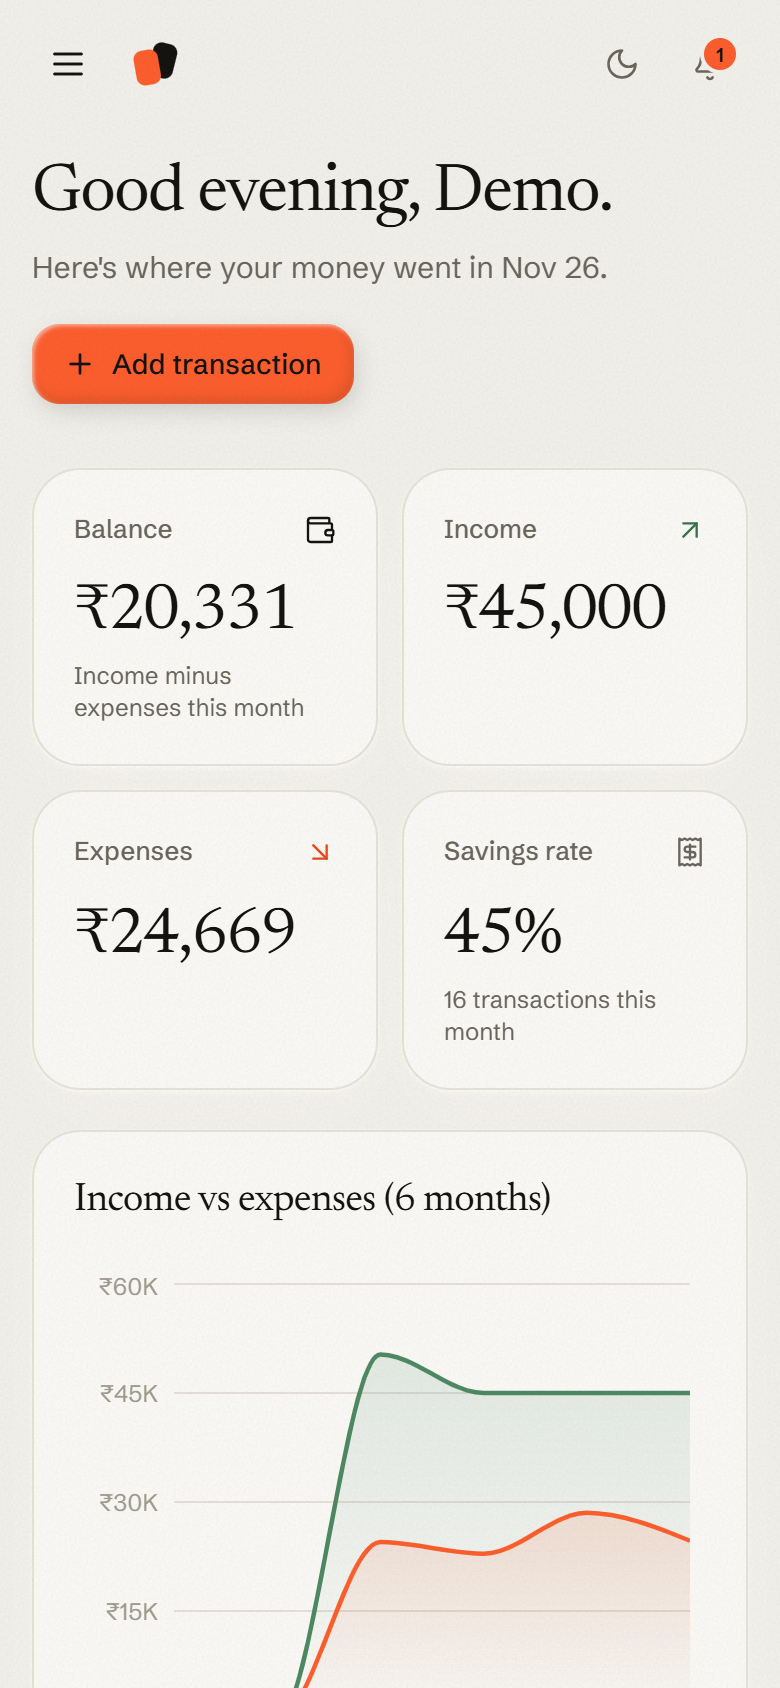 1
Good evening, Demo.
Here's where your money went in Nov 26.
Add transaction
Balance
₹20,331
Income minus
expenses this month
Income
₹45,000
Expenses
₹24,669
Savings rate
45%
16 transactions this
month
Income vs expenses (6 months)
₹60K
₹45K
₹30K
₹15K